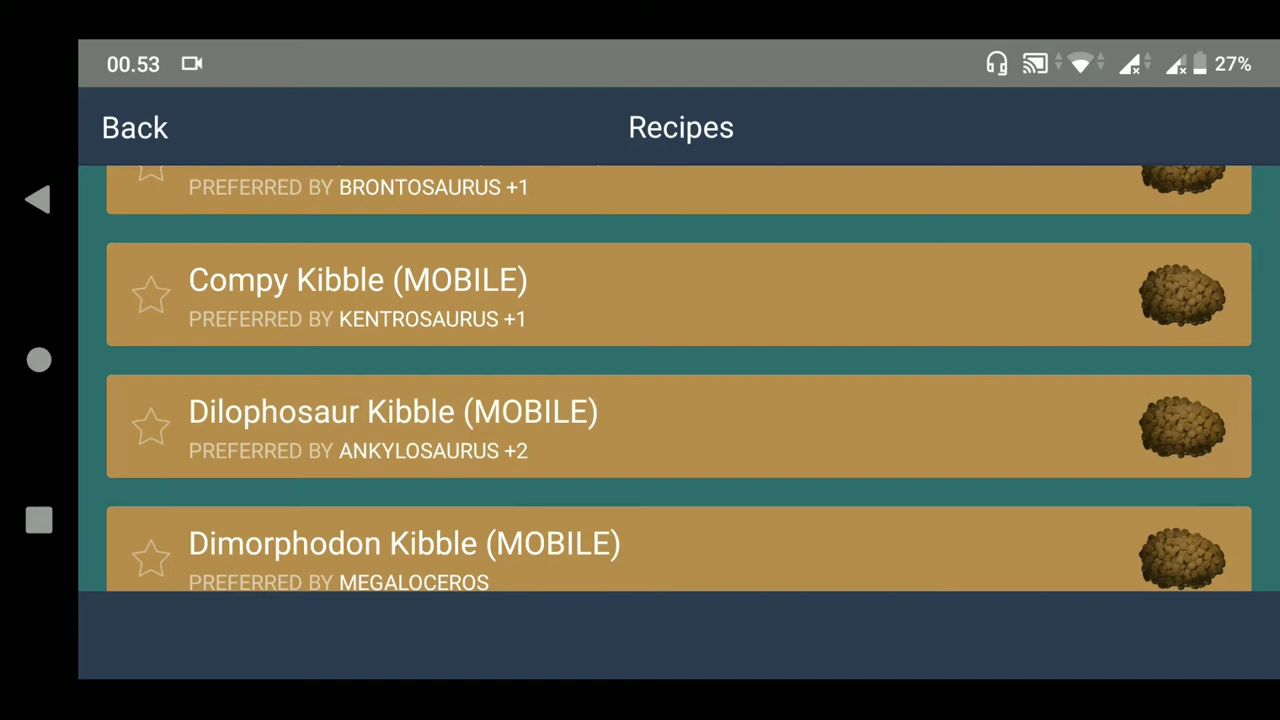 00.53
27%
Back
Recipes
PREFERRED BY BRONTOSAURUS +1
Compy Kibble (MOBILE)
PREFERRED BY KENTROSAURUS +1
Dilophosaur Kibble (MOBILE)
PREFERRED BY ANKYLOSAURUS +2
Dimorphodon Kibble (MOBILE)
PREFERRED BY MEGALOCEROS